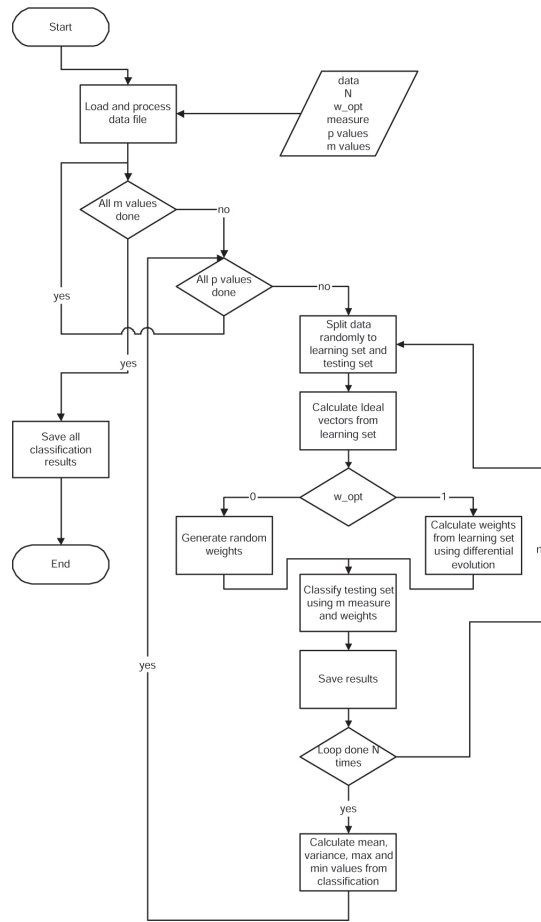 Start
Load and process
data file
data
N
w_opt
measure
p values
m values
All m values
done
no
All p values
done
no
yes
yes
Split data
randomly to
learning set and
testing set
Calculate Ideal
vectors from
learning set
Save all
classification
results
w_opt
0
1
Generate random
weights
Calculate weights
from learning set
using differential
evolution
n
End
Classify testing set
using m measure
and weights
yes
Save results
Loop done N
times
yes
Calculate mean,
variance, max and
min values from
classification